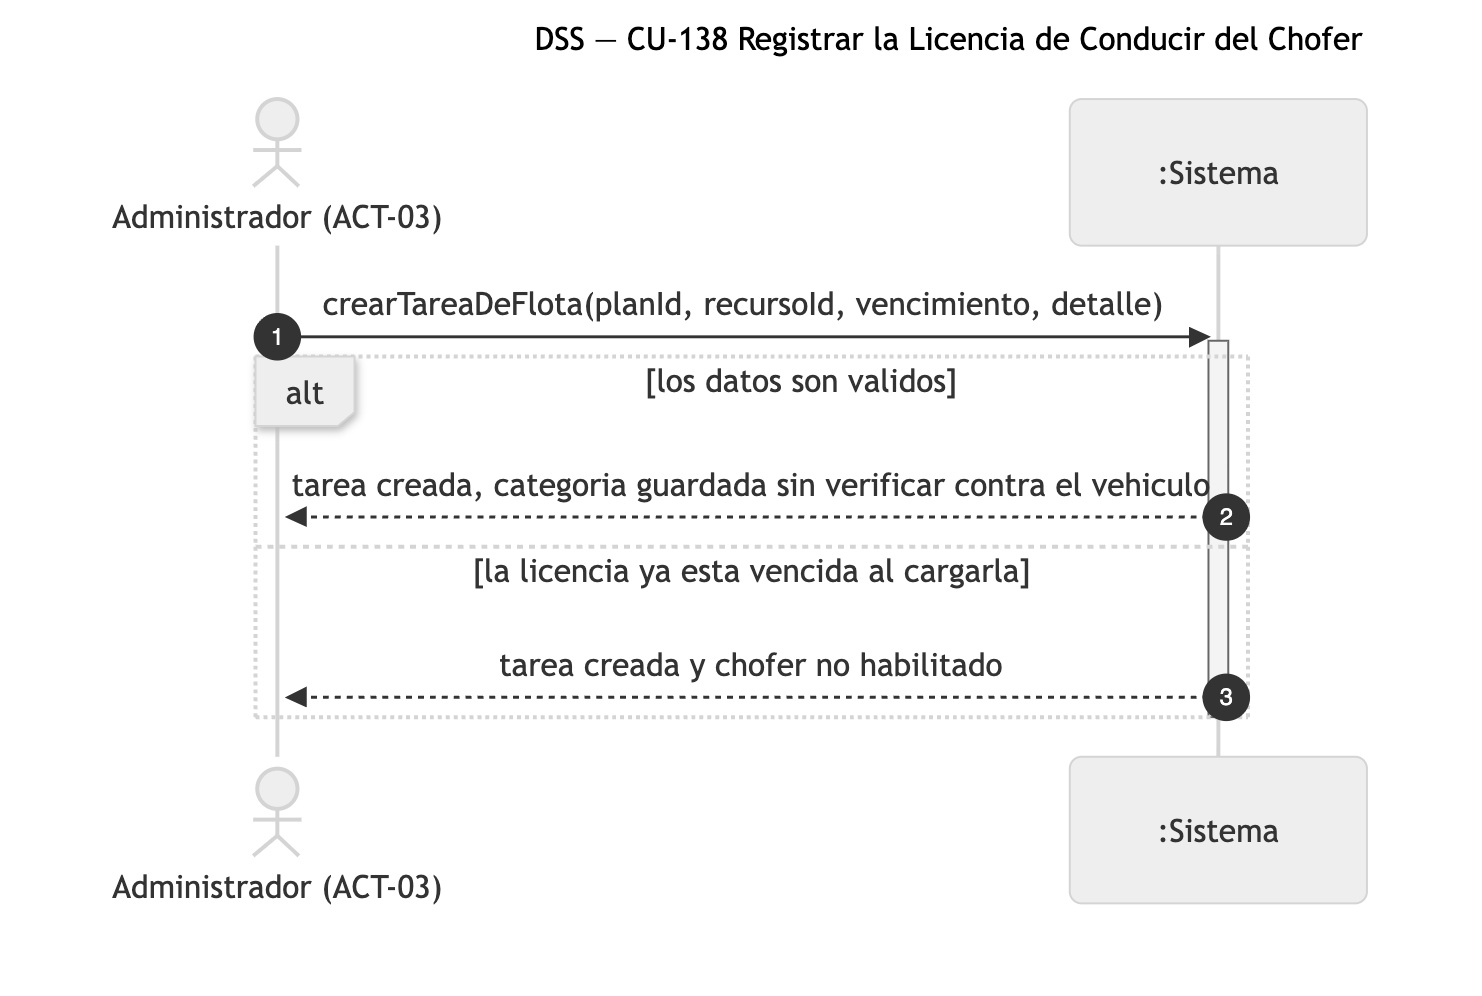 DSS — CU-138 Registrar la Licencia de Conducir del Chofer
Administrador (ACT-03)
:Sistema
crearTareaDeFlota(planId, recursoId, vencimiento, detalle)
1
alt
[los datos son validos]
tarea creada, categoria guardada sin verificar contra el vehiculo
2
[la licencia ya esta vencida al cargarla]
tarea creada y chofer no habilitado
3
Administrador (ACT-03)
:Sistema